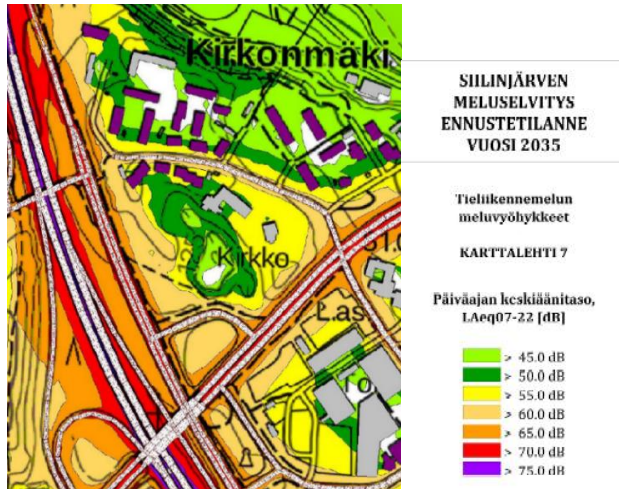 Kirkonmäki
Kirkko
Las
SIILINJÄRVEN
MELUSELVITYS
ENNUSTETILANNE
VUOSI 2035
Tieliikennemelun
meluvyöhykkeet
KARTTALEHTI 7
Päiväajan keskiäänitaso,
LAeq07-22 [dB]
> 45.0 dB
> 50.0 dB
> 55.0 dB
> 60.0 dB
> 65.0 dB
> 70.0 dB
> 75.0 dB